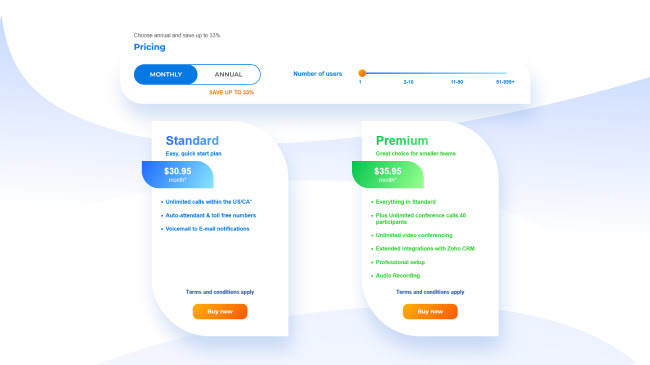 Choose annual and save up to 33%
Pricing
MONTHLY
ANNUAL
SAVE UP TO 33%
Number of users
1
2-10
11-50
51-999+
Standard
Easy, quick start plan
$30.95
month*
Unlimited calls within the US/CA*
Auto-attendant & toll free numbers
Voicemail to E-mail notifications
Terms and conditions apply
Buy now
Premium
Great choice for smaller teams
$35.95
month*
Everything in Standard
Plus Unlimited conference calls 40
participants
Unlimited video conferencing
Extended Integrations with Zoho CRM
Professional setup
Audio Recording
Terms and conditions apply
Buy now